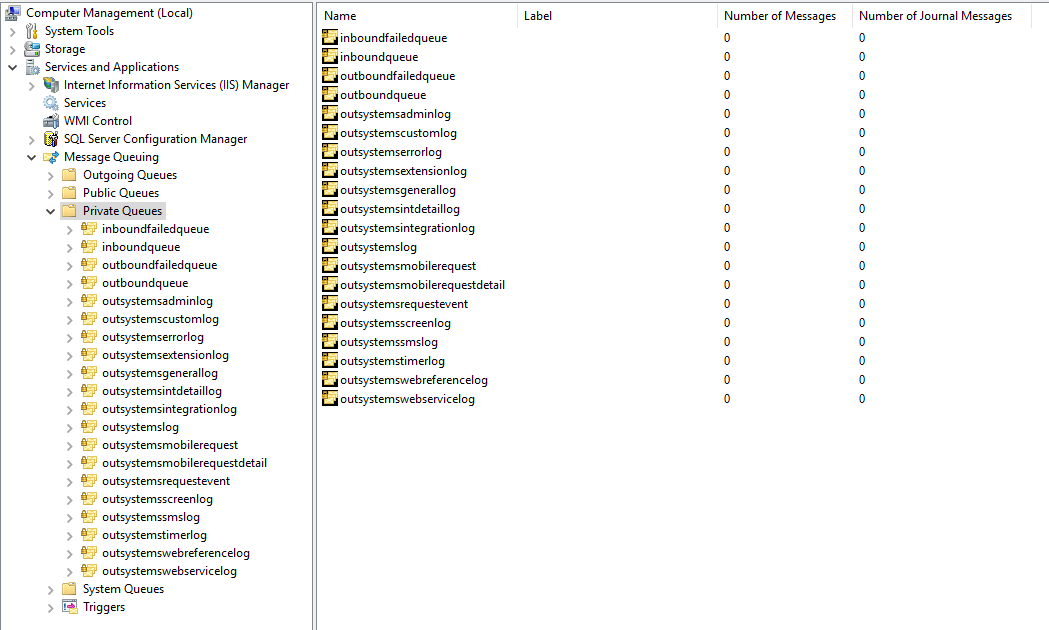 Computer Management (Local)
System Tools
Storage
Services and Applications
Internet Information Services (IIS) Manager
Services
WMI Control
SQL Server Configuration Manager
Message Queuing
Outgoing Queues
Public Queues
Private Queues
inboundfailedqueue
inboundqueue
outboundfailedqueue
outboundqueue
outsystemsadminlog
outsystemscustomlog
outsystemserrorlog
outsystemsextensionlog
outsystemsgenerallog
outsystemsintdetaillog
outsystemsintegrationlog
outsystemslog
outsystemsmobilerequest
outsystemsmobilerequestdetail
outsystemsrequestevent
outsystemsscreenlog
outsystemssmslog
outsystemstimerlog
outsystemswebreferencelog
outsystemswebservicelog
System Queues
Triggers
Name Label Number of Messages Number of Journal Messages
inboundfailedqueue 0 0
inboundqueue 0 0
outboundfailedqueue 0 0
outboundqueue 0 0
outsystemsadminlog 0 0
outsystemscustomlog 0 0
outsystemserrorlog 0 0
outsystemsextensionlog 0 0
outsystemsgenerallog 0 0
outsystemsintdetaillog 0 0
outsystemsintegrationlog 0 0
outsystemslog 0 0
outsystemsmobilerequest 0 0
outsystemsmobilerequestdetail 0 0
outsystemsrequestevent 0 0
outsystemsscreenlog 0 0
outsystemssmslog 0 0
outsystemstimerlog 0 0
outsystemswebreferencelog 0 0
outsystemswebservicelog 0 0